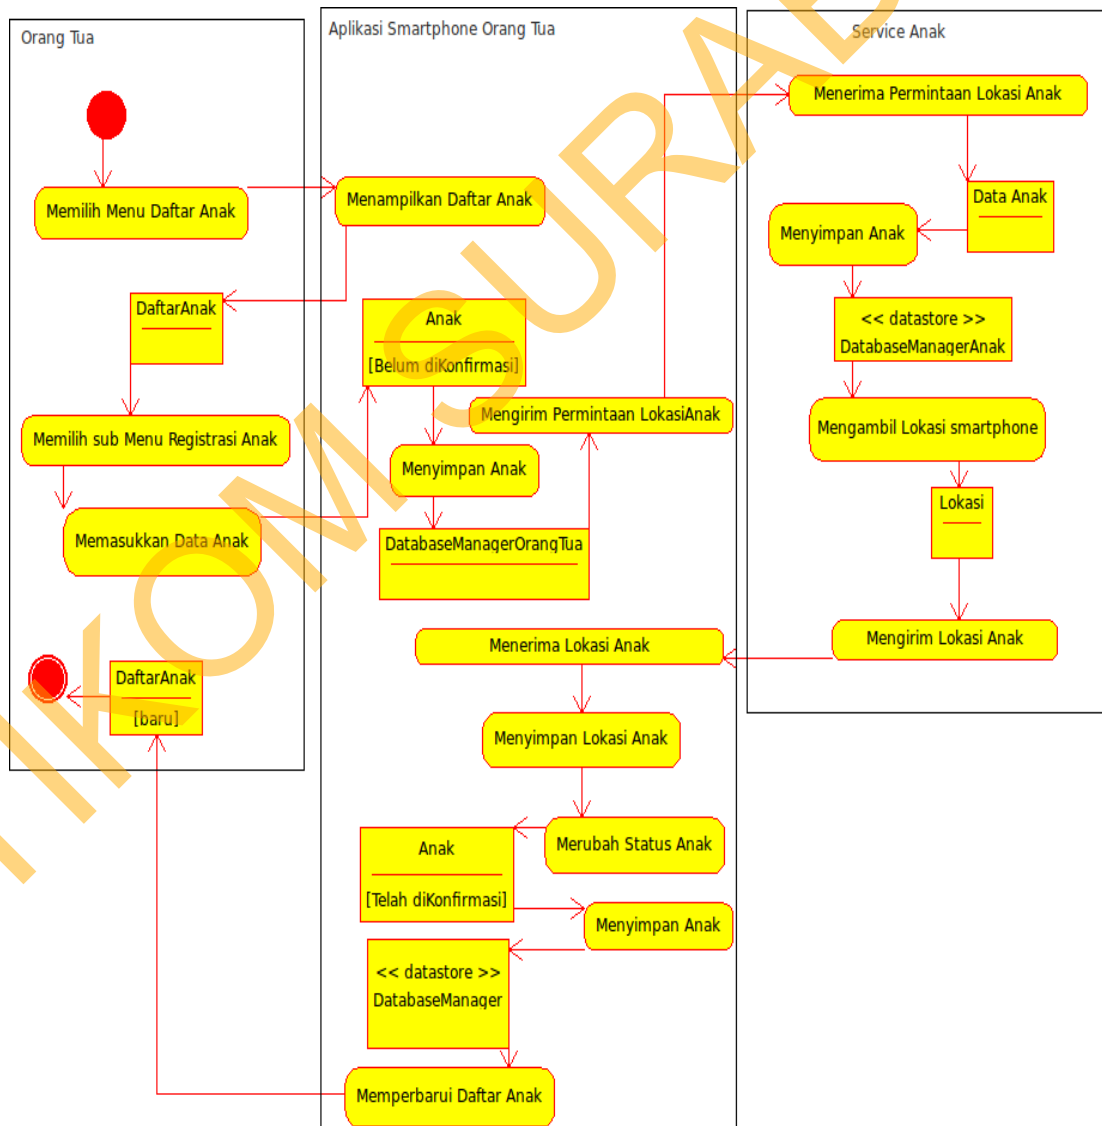 Orang Tua
Memilih Menu Daftar Anak
DaftarAnak
Memilih sub Menu Registrasi Anak
Memasukkan Data Anak
DaftarAnak
[baru]
Aplikasi Smartphone Orang Tua
Menampilkan Daftar Anak
Anak
[Belum diKonfirmasi]
Mengirim Permintaan LokasiAnak
Menyimpan Anak
DatabaseManagerOrangTua
Menerima Lokasi Anak
Menyimpan Lokasi Anak
Merubah Status Anak
Anak
[Telah diKonfirmasi]
Menyimpan Anak
<< datastore >>
DatabaseManager
Memperbarui Daftar Anak
Service Anak
Menerima Permintaan Lokasi Anak
Data Anak
Menyimpan Anak
<< datastore >>
DatabaseManagerAnak
Mengambil Lokasi smartphone
Lokasi
Mengirim Lokasi Anak